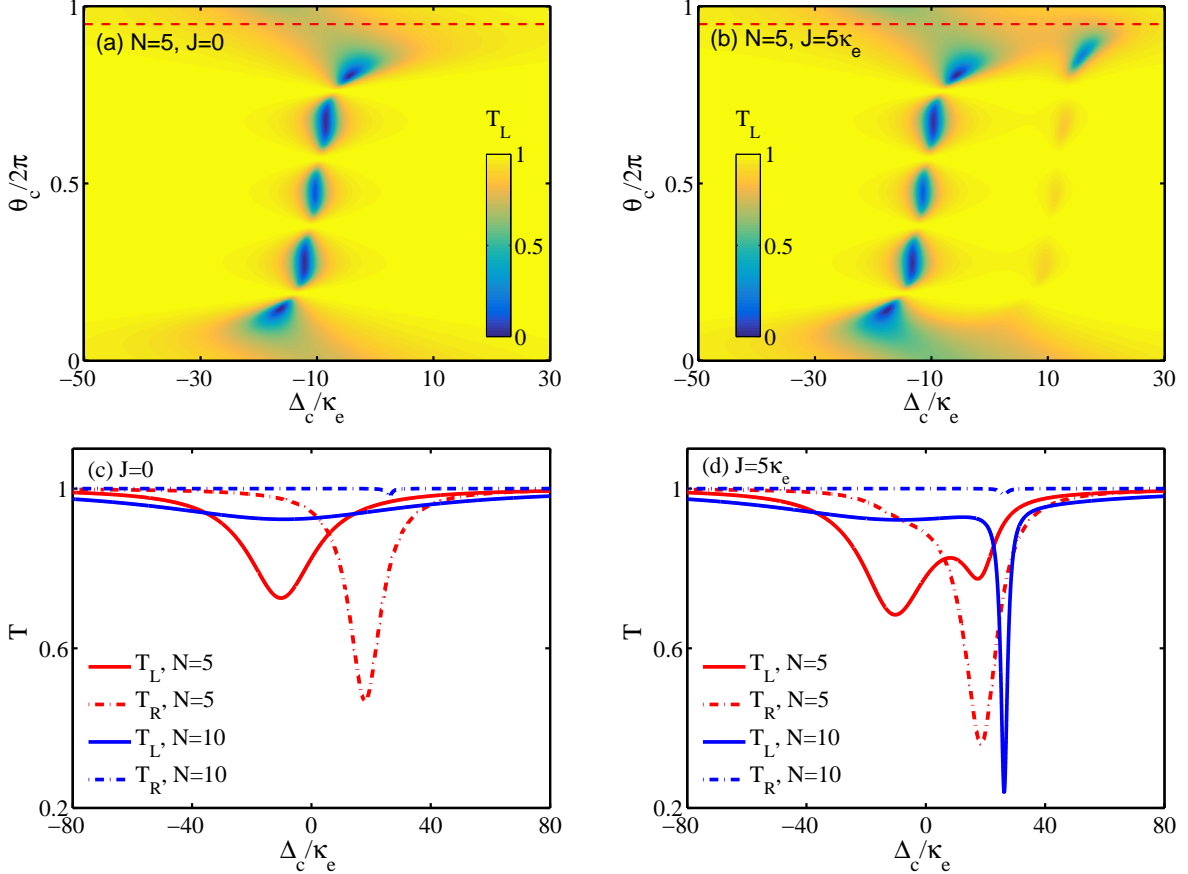 (a) N=5, J=0
T_L
1
0.5
0
1
0.5
0
θ_c/2π
−50 −30 −10 10 30
Δ_c/κ_e
(b) N=5, J=5κ_e
T_L
1
0.5
0
1
0.5
0
θ_c/2π
−50 −30 −10 10 30
Δ_c/κ_e
(c) J=0
1
0.6
0.2
T
T_L, N=5
T_R, N=5
T_L, N=10
T_R, N=10
−80 −40 0 40 80
Δ_c/κ_e
(d) J=5κ_e
1
0.6
0.2
T
T_L, N=5
T_R, N=5
T_L, N=10
T_R, N=10
−80 −40 0 40 80
Δ_c/κ_e